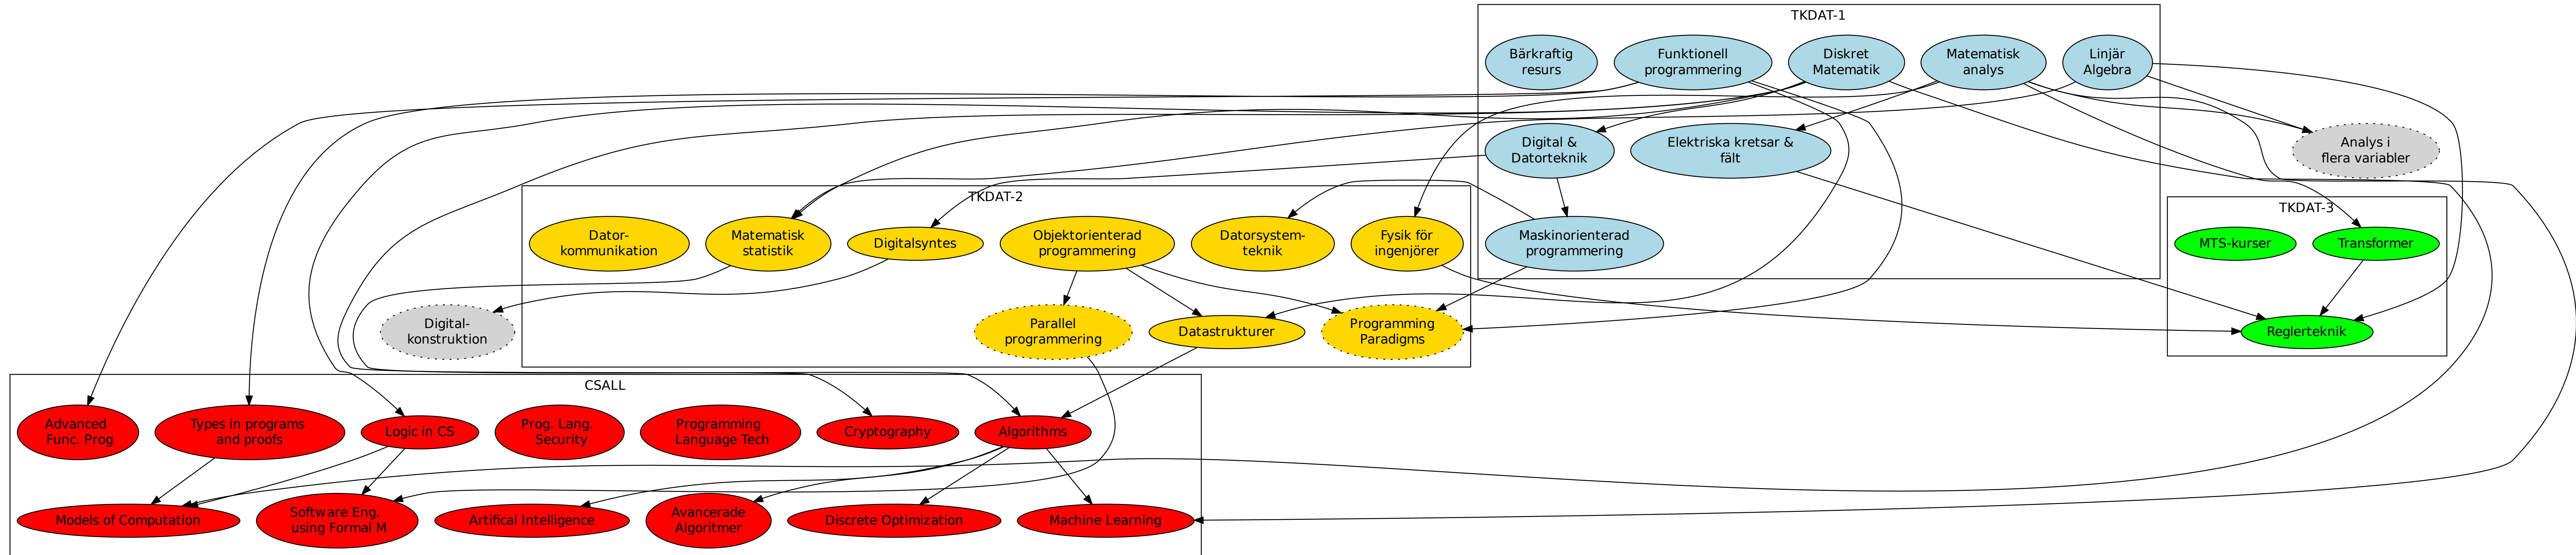 TKDAT-1
Bärkraftig
resurs
Funktionell
programmering
Diskret
Matematik
Matematisk
analys
Linjär
Algebra
Digital &
Datorteknik
Elektriska kretsar &
fält
Analys i
flera variabler
TKDAT-2
TKDAT-3
Dator-
kommunikation
Matematisk
statistik
Digitalsyntes
Objektorienterad
programmering
Datorsystem-
teknik
Fysik för
ingenjörer
Maskinorienterad
programmering
MTS-kurser
Transformer
Digital-
konstruktion
Parallel
programmering
Datastrukturer
Programming
Paradigms
Reglerteknik
CSALL
Advanced
Func. Prog
Types in programs
and proofs
Logic in CS
Prog. Lang.
Security
Programming
Language Tech
Cryptography
Algorithms
Models of Computation
Software Eng.
using Formal M
Artifical Intelligence
Avancerade
Algoritmer
Discrete Optimization
Machine Learning